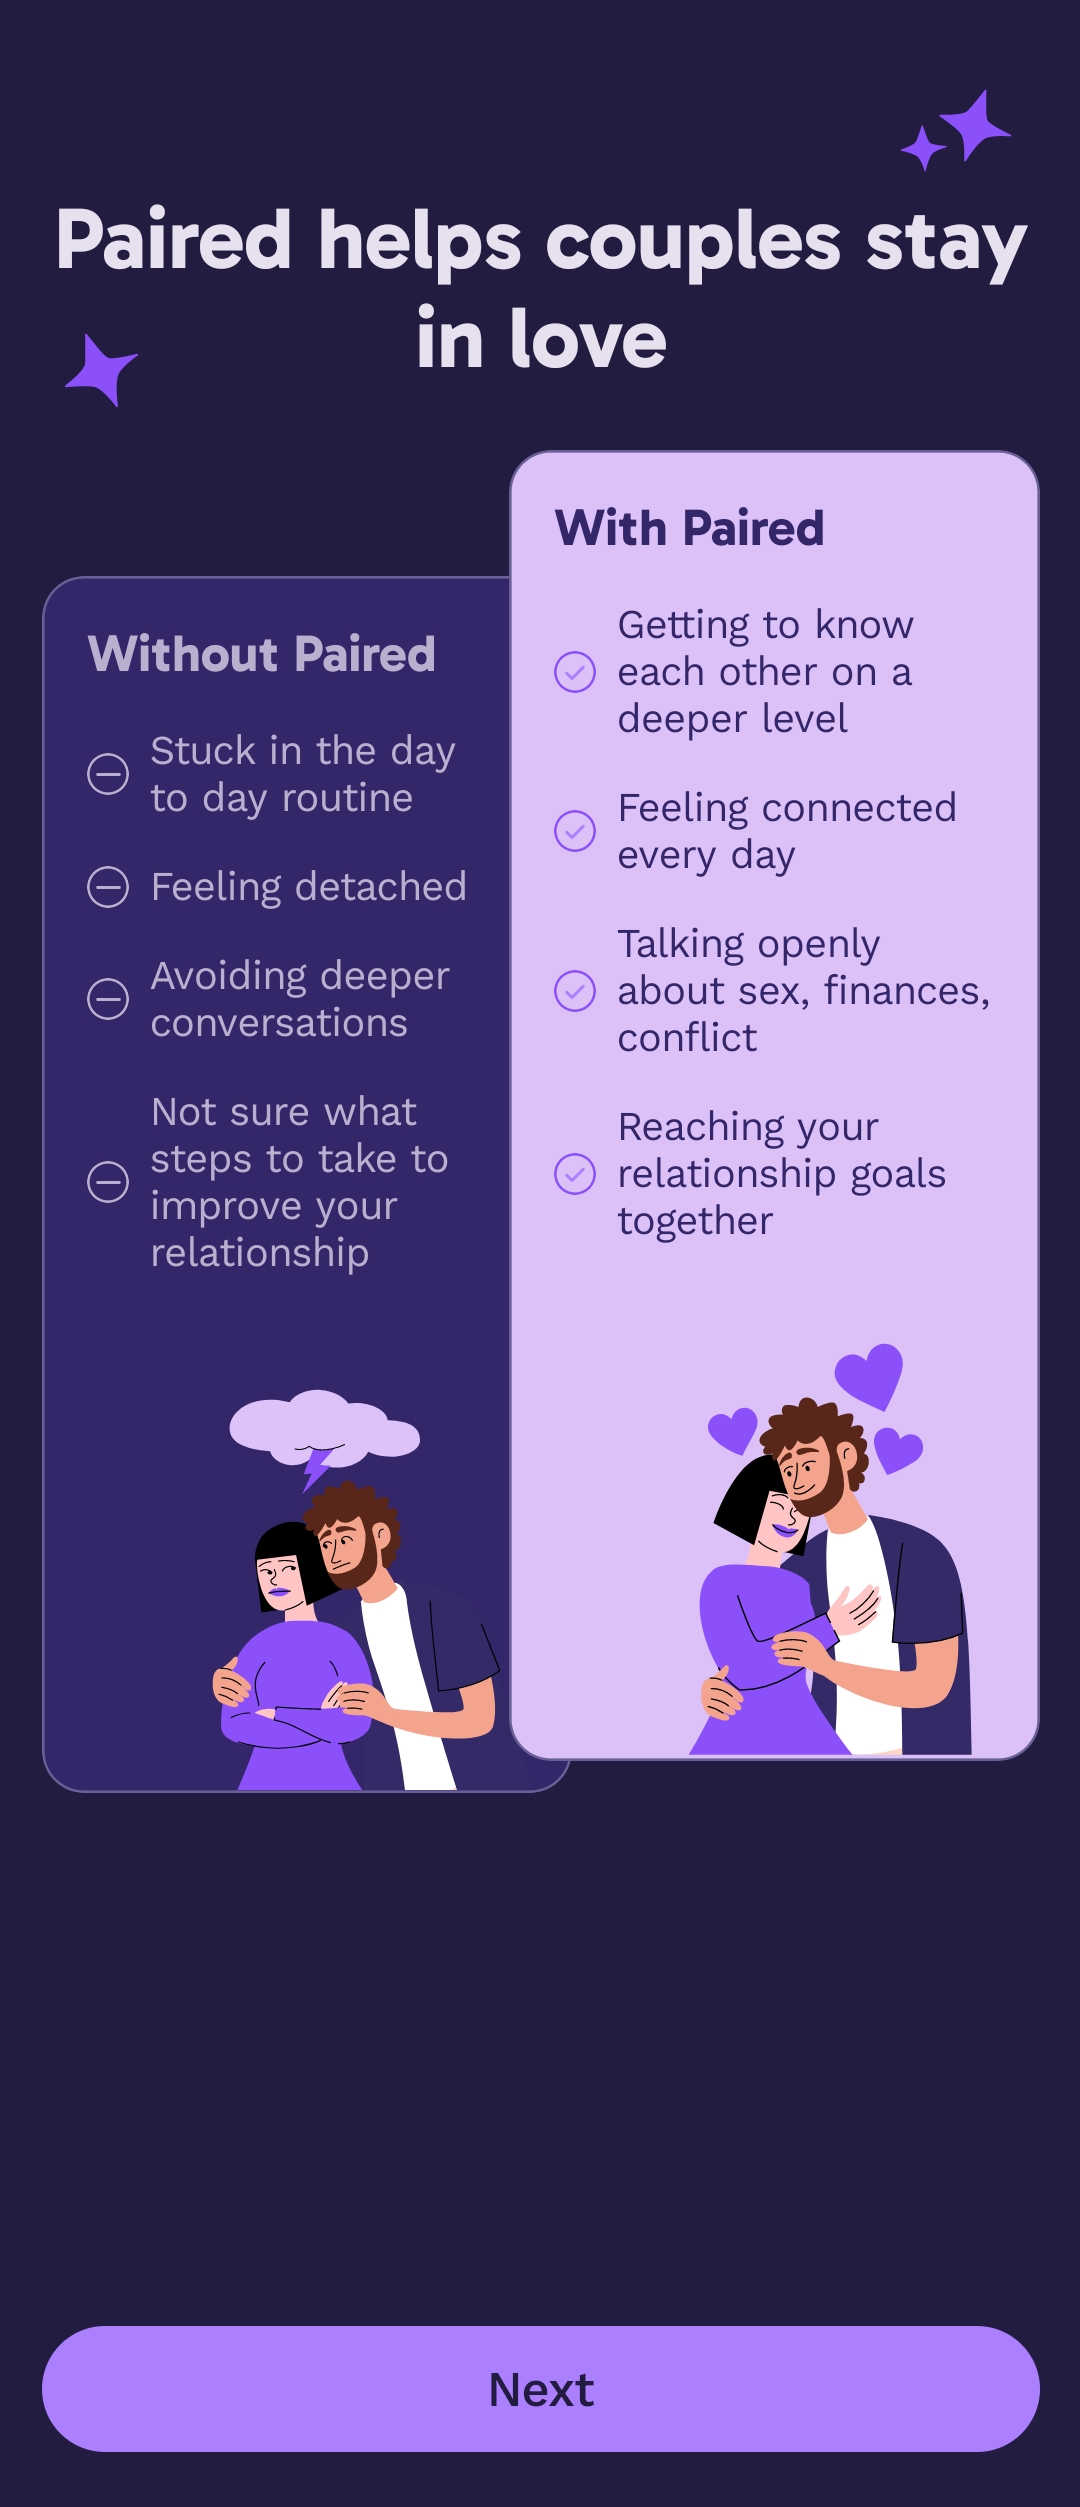 Paired helps couples stay
in love
Without Paired
Stuck in the day
to day routine
Feeling detached
Avoiding deeper
conversations
Not sure what
steps to take to
improve your
relationship
With Paired
Getting to know
each other on a
deeper level
Feeling connected
every day
Talking openly
about sex, finances,
conflict
Reaching your
relationship goals
together
Next